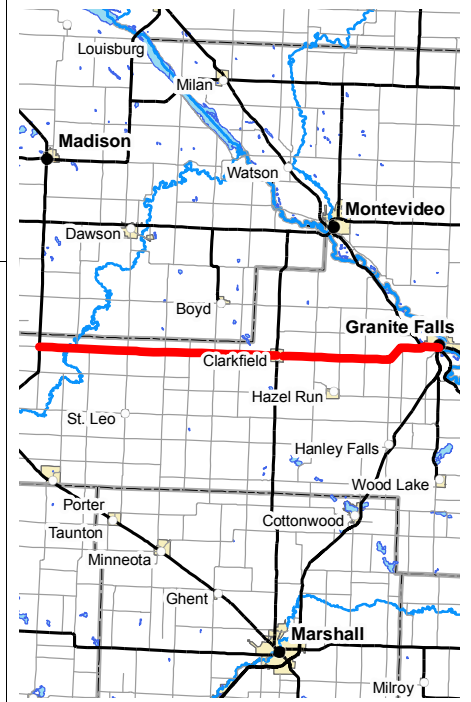 Louisburg
Milan
Madison
Watson
Montevideo
Dawson
Boyd
Granite Falls
Clarkfield
Hazel Run
St. Leo
Hanley Falls
Wood Lake
Porter
Cottonwood
Taunton
Minneota
Ghent
Marshall
Milroy